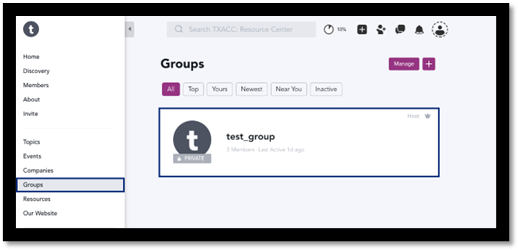 t
Search TXACC: Resource Center
10%
Home
Discovery
Members
About
Invite
Topics
Events
Companies
Groups
Resources
Our Website
Groups
Manage
All
Top
Yours
Newest
Near You
Inactive
Host
t
PRIVATE
test_group
3 Members · Last Active 1d ago